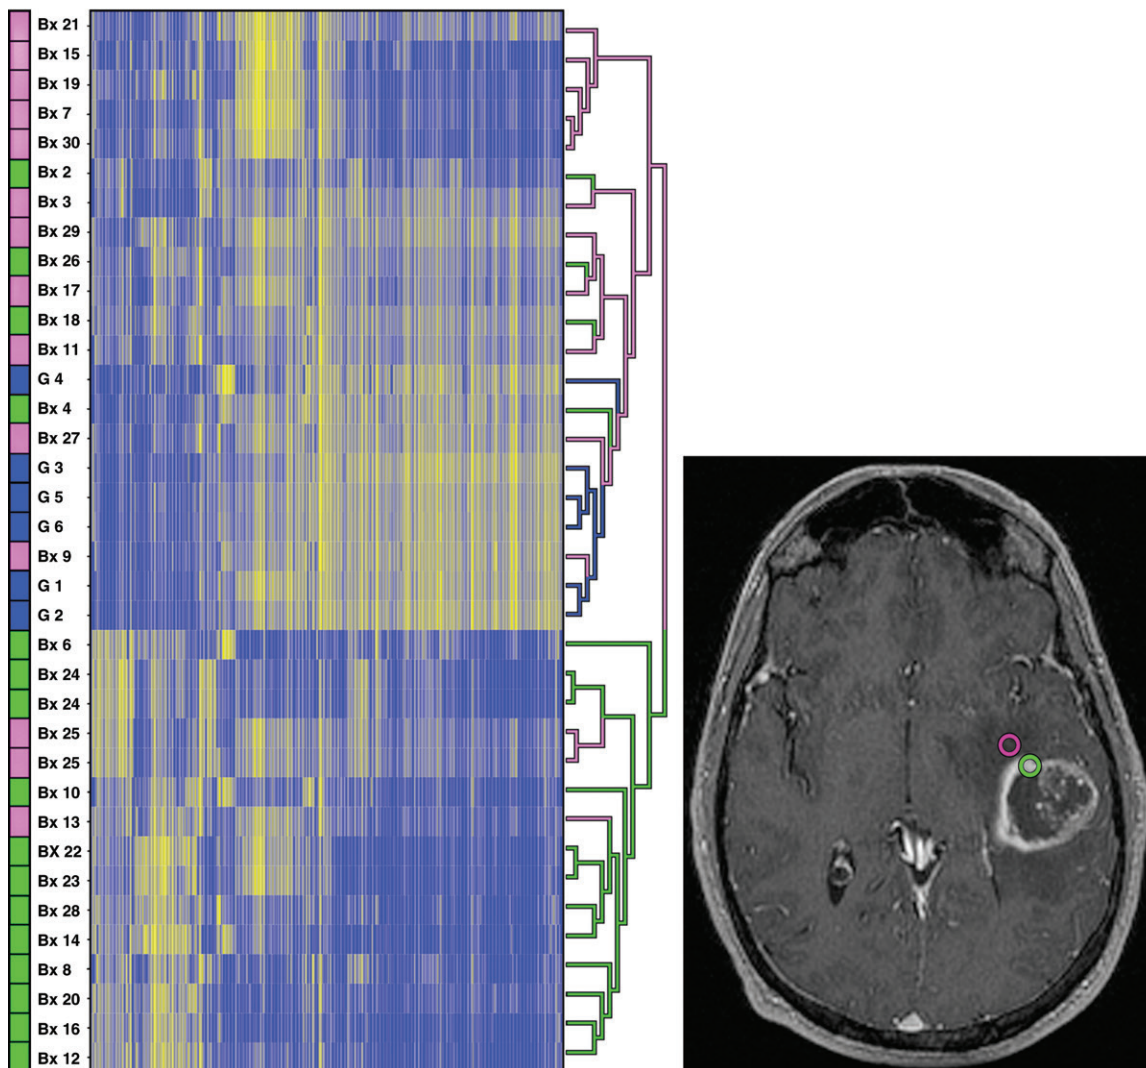 Bx 21
Bx 15
Bx 19
Bx 7
Bx 30
Bx 2
Bx 3
Bx 29
Bx 26
Bx 17
Bx 18
Bx 11
G 4
Bx 4
Bx 27
G 3
G 5
G 6
Bx 9
G 1
G 2
Bx 6
Bx 24
Bx 24
Bx 25
Bx 25
Bx 10
Bx 13
BX 22
Bx 23
Bx 28
Bx 14
Bx 8
Bx 20
Bx 16
Bx 12